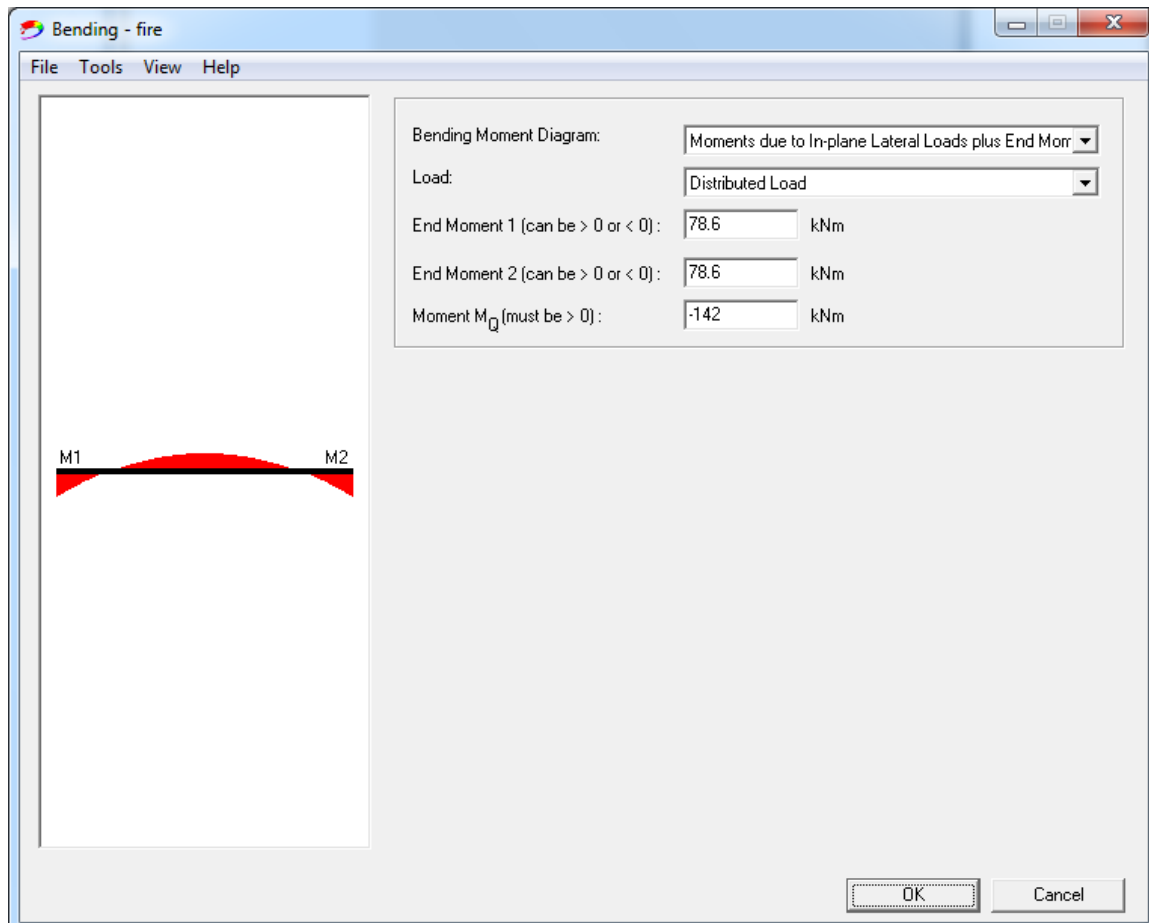 Bending - fire
File Tools View Help
Bending Moment Diagram: Moments due to In-plane Lateral Loads plus End Mom
Load: Distributed Load
End Moment 1 (can be > 0 or < 0) : 78.6 kNm
End Moment 2 (can be > 0 or < 0) : 78.6 kNm
Moment MQ (must be > 0) : -142 kNm
M1 M2
OK Cancel